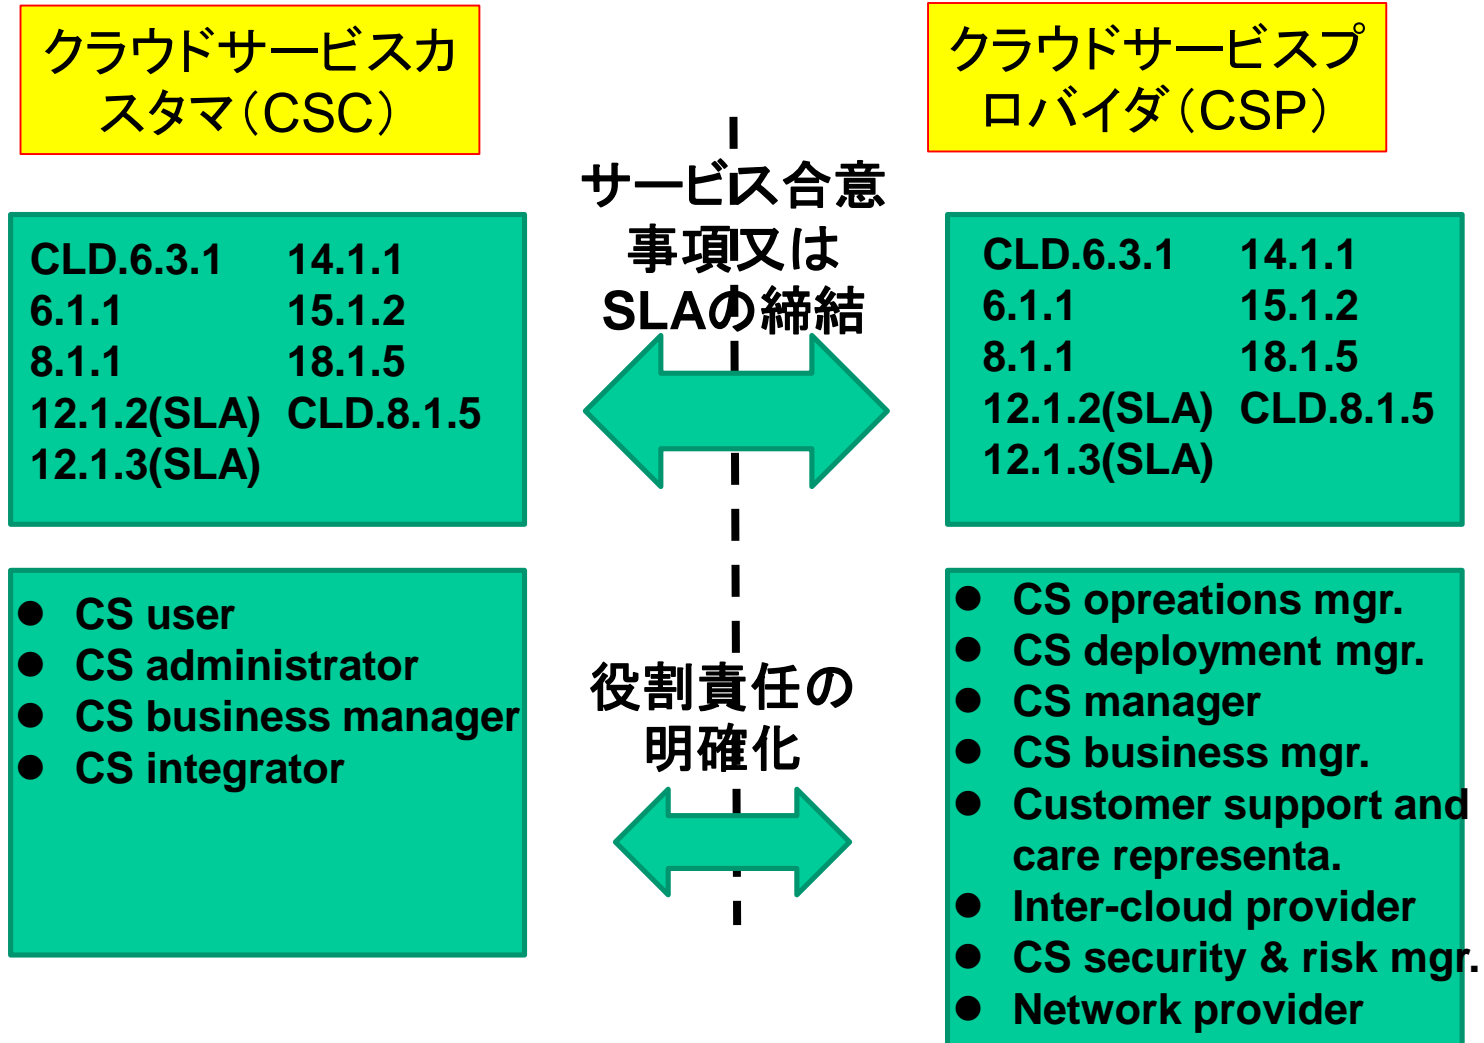 クラウドサービスカ
スタマ（CSC）
クラウドサービスプ
ロバイダ（CSP）
サービス合意
事項又は
SLAの締結
CLD.6.3.1 14.1.1
6.1.1 15.1.2
8.1.1 18.1.5
12.1.2(SLA) CLD.8.1.5
12.1.3(SLA)
CLD.6.3.1 14.1.1
6.1.1 15.1.2
8.1.1 18.1.5
12.1.2(SLA) CLD.8.1.5
12.1.3(SLA)
● CS user
● CS administrator
● CS business manager
● CS integrator
役割責任の
明確化
● CS opreations mgr.
● CS deployment mgr.
● CS manager
● CS business mgr.
● Customer support and
care representa.
● Inter-cloud provider
● CS security & risk mgr.
● Network provider